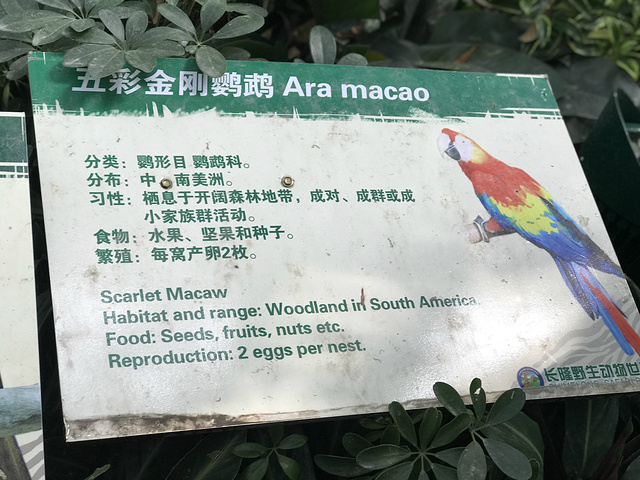 五彩金刚鹦鹉 Ara macao
分类：鹦形目 鹦鹉科。
分布：中 南美洲。
习性：栖息于开阔森林地带，成对、成群或成
小家族群活动。
食物：水果、坚果和种子。
繁殖：每窝产卵2枚。
Scarlet Macaw
Habitat and range: Woodland in South America.
Food: Seeds, fruits, nuts etc.
Reproduction: 2 eggs per nest.
长隆野生动物世